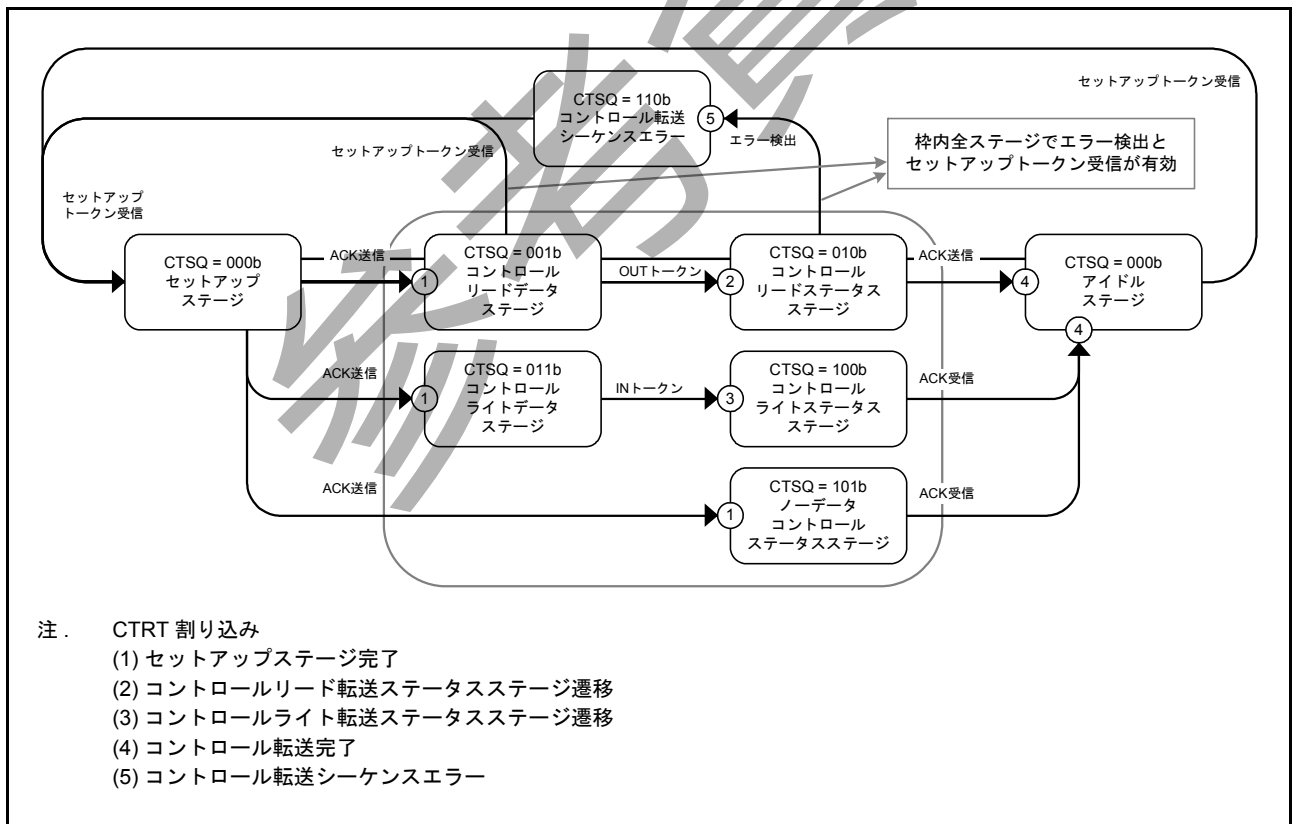 セットアップトークン受信
CTSQ = 110b
コントロール転送
シーケンスエラー
5
エラー検出
セットアップトークン受信
枠内全ステージでエラー検出と
セットアップトークン受信が有効
セットアップ
トークン受信
CTSQ = 000b
セットアップ
ステージ
ACK送信
1
CTSQ = 001b
コントロール
リードデータ
ステージ
OUTトークン
2
CTSQ = 010b
コントロール
リードステータス
ステージ
ACK送信
4
CTSQ = 000b
アイドル
ステージ
4
ACK送信
1
CTSQ = 011b
コントロール
ライトデータ
ステージ
INトークン
3
CTSQ = 100b
コントロール
ライトステータス
ステージ
ACK受信
ACK送信
1
CTSQ = 101b
ノーデータ
コントロール
ステータスステージ
ACK受信
注 . CTRT 割り込み
(1) セットアップステージ完了
(2) コントロールリード転送ステータスステージ遷移
(3) コントロールライト転送ステータスステージ遷移
(4) コントロール転送完了
(5) コントロール転送シーケンスエラー